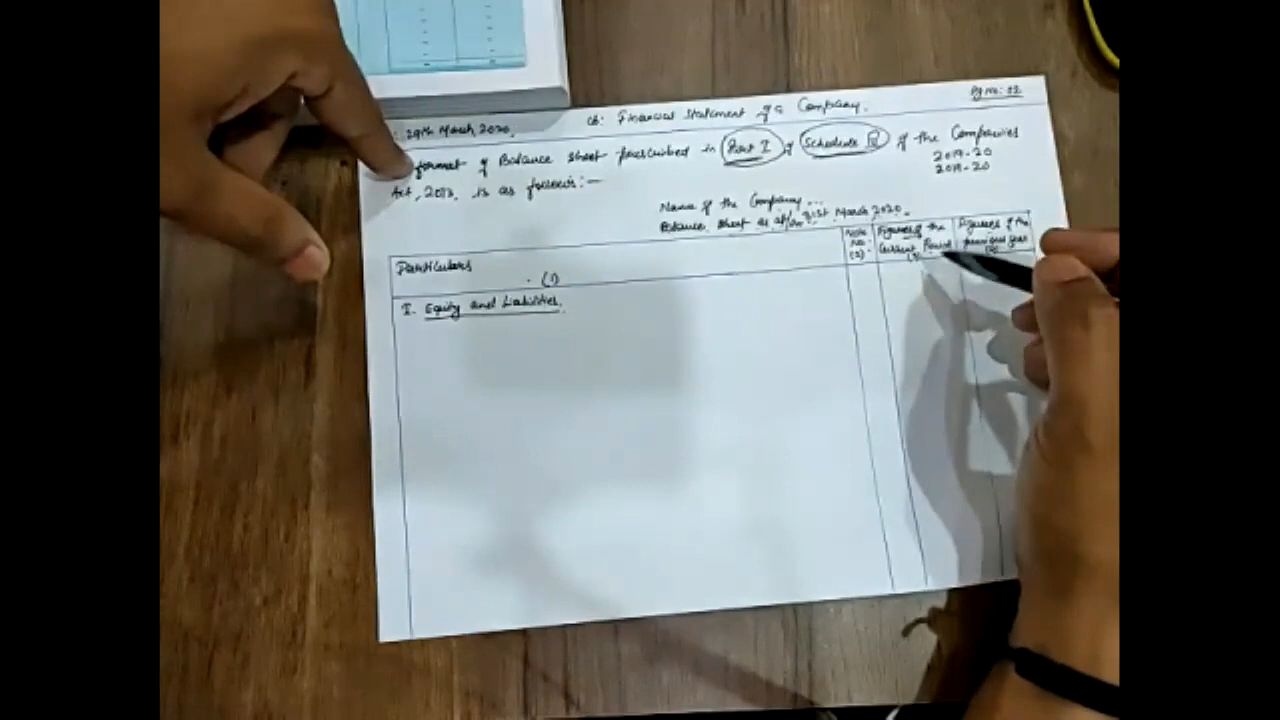 : 29th March, 2020, Ch: Financial Statement of a Company. Pg No: 02
format of Balance Sheet prescribed in Part I of Schedule III of the Companies
2019-20
2019-20
Act, 2013, is as follows:-
Name of the Company ...
Balance Sheet as at 31st March, 2020.
Particulars (1)
Note No. (2)
Figures of the Current Period (3)
Figures of the previous year
I. Equity and Liabilities.